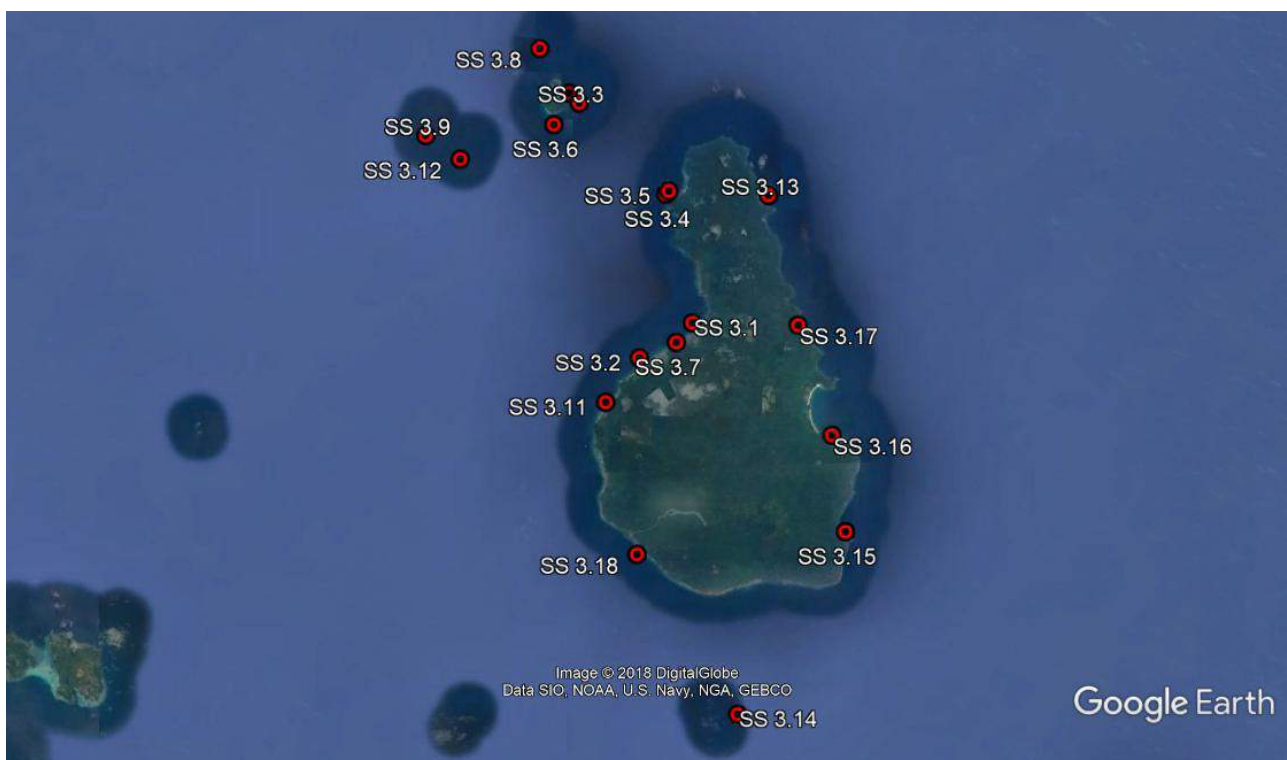 SS 3.8
SS 3.3
SS 3.9
SS 3.6
SS 3.12
SS 3.5
SS 3.13
SS 3.4
SS 3.1
SS 3.17
SS 3.2
SS 3.7
SS 3.11
SS 3.16
SS 3.15
SS 3.18
Image © 2018 DigitalGlobe
Data SIO, NOAA, U.S. Navy, NGA, GEBCO
Google Earth
SS 3.14